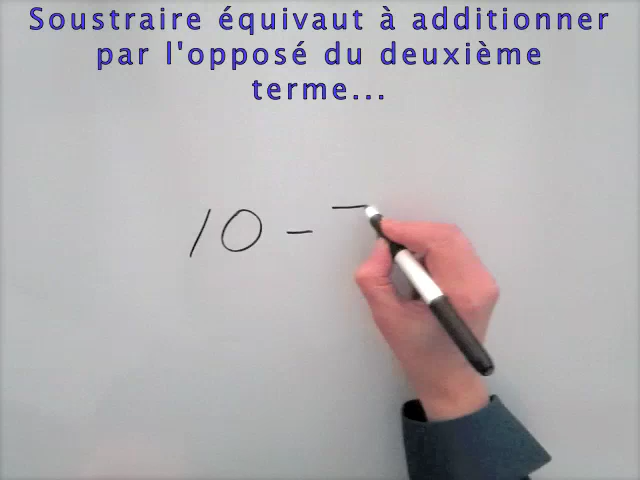 Soustraire équivaut à additionner
par l'opposé du deuxième
terme...
10 -